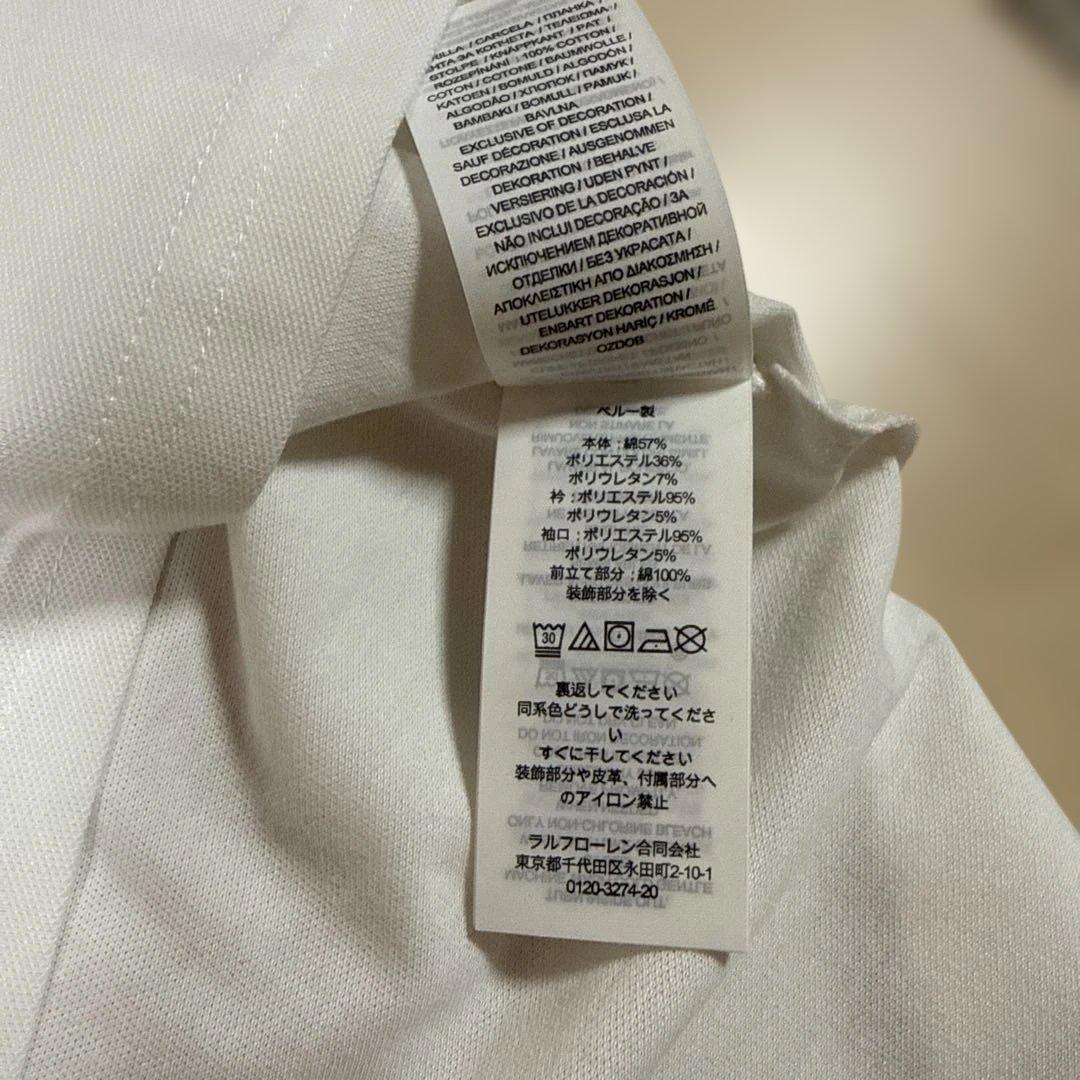 RILLA / CARCELA / ПЛАНКА /
ЗА КОПЧЕТА / ΤΕΛΕΙΩΜΑ /
STOLPE / KNÄPPKANT / PAT /
ROZEPÍNÁNÍ : 100% COTTON /
COTON / COTONE / BAUMWOLLE /
KATOEN / BOMULD / ALGODÓN /
ALGODÃO / ХЛОПОК / ПАМУК /
BAMBAKI / BOMULL / PAMUK /
BAVLNA
EXCLUSIVE OF DECORATION /
SAUF DÉCORATION / ESCLUSA LA
DECORAZIONE / AUSGENOMMEN
DEKORATION / BEHALVE
VERSIERING / UDEN PYNT /
EXCLUSIVO DE LA DECORACIÓN /
NÃO INCLUI DECORAÇÃO / ЗА
ИСКЛЮЧЕНИЕМ ДЕКОРАТИВНОЙ
ОТДЕЛКИ / БЕЗ УКРАСАТА /
ΑΠΟΚΛΕΙΣΤΙΚΗ ΑΠΟ ΔΙΑΚΟΣΜΗΣΗ /
UTELUKKER DEKORASJON /
ENBART DEKORATION /
DEKORASYON HARİÇ / KROMÉ
OZDOB
ペルー製
本体 : 綿57%
ポリエステル36%
ポリウレタン7%
衿 : ポリエステル95%
ポリウレタン5%
袖口 : ポリエステル95%
ポリウレタン5%
前立て部分 : 綿100%
装飾部分を除く
30
裏返してください
同系色どうしで洗ってくださ
い
すぐに干してください
装飾部分や皮革、付属部分へ
のアイロン禁止
ラルフローレン合同会社
東京都千代田区永田町2-10-1
0120-3274-20